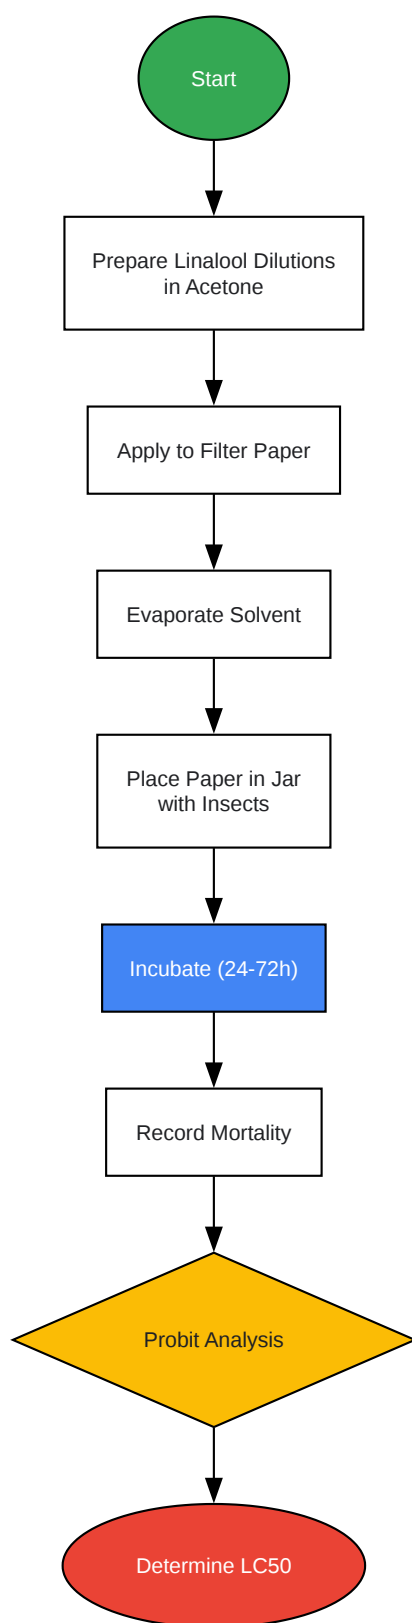 Start
Prepare Linalool Dilutions
in Acetone
Apply to Filter Paper
Evaporate Solvent
Place Paper in Jar
with Insects
Incubate (24-72h)
Record Mortality
Probit Analysis
Determine LC50